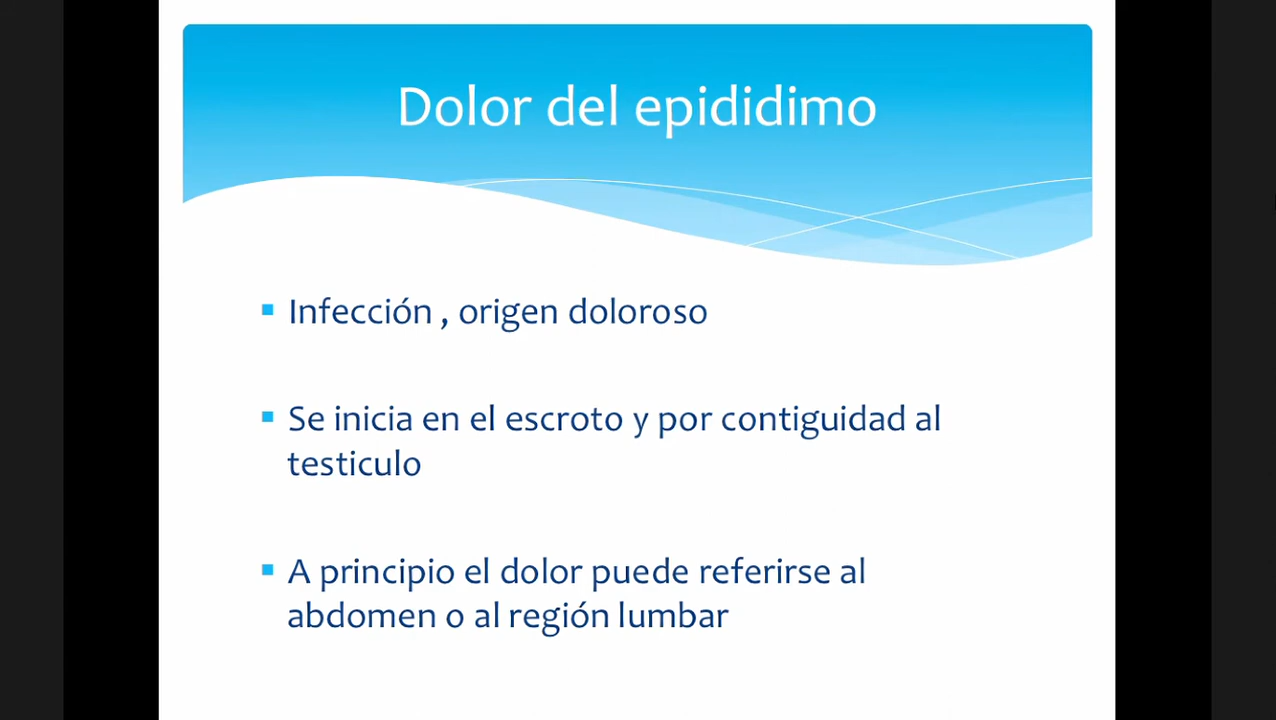 Dolor del epididimo
Infección , origen doloroso
Se inicia en el escroto y por contiguidad al
testiculo
A principio el dolor puede referirse al
abdomen o al región lumbar